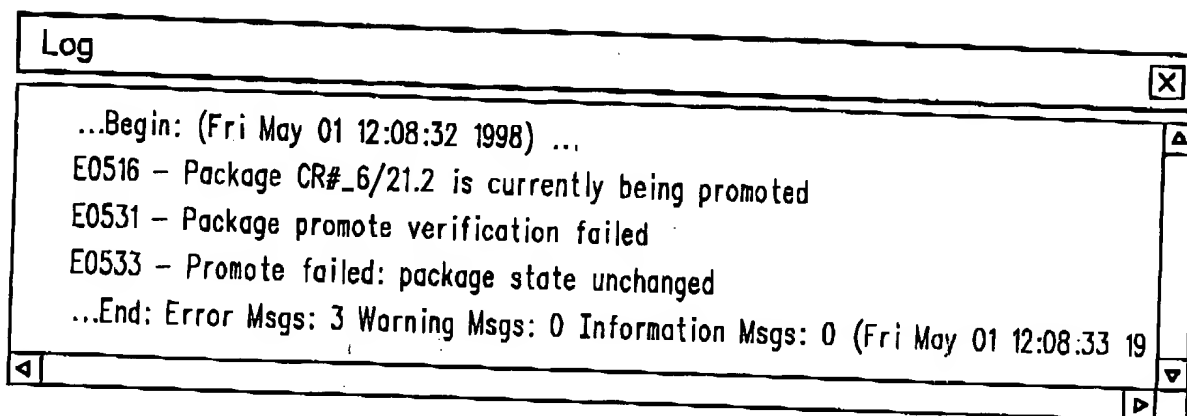 Log
...Begin: (Fri May 01 12:08:32 1998) ...
E0516 – Package CR#_6/21.2 is currently being promoted
E0531 – Package promote verification failed
E0533 – Promote failed: package state unchanged
...End: Error Msgs: 3 Warning Msgs: 0 Information Msgs: 0 (Fri May 01 12:08:33 19